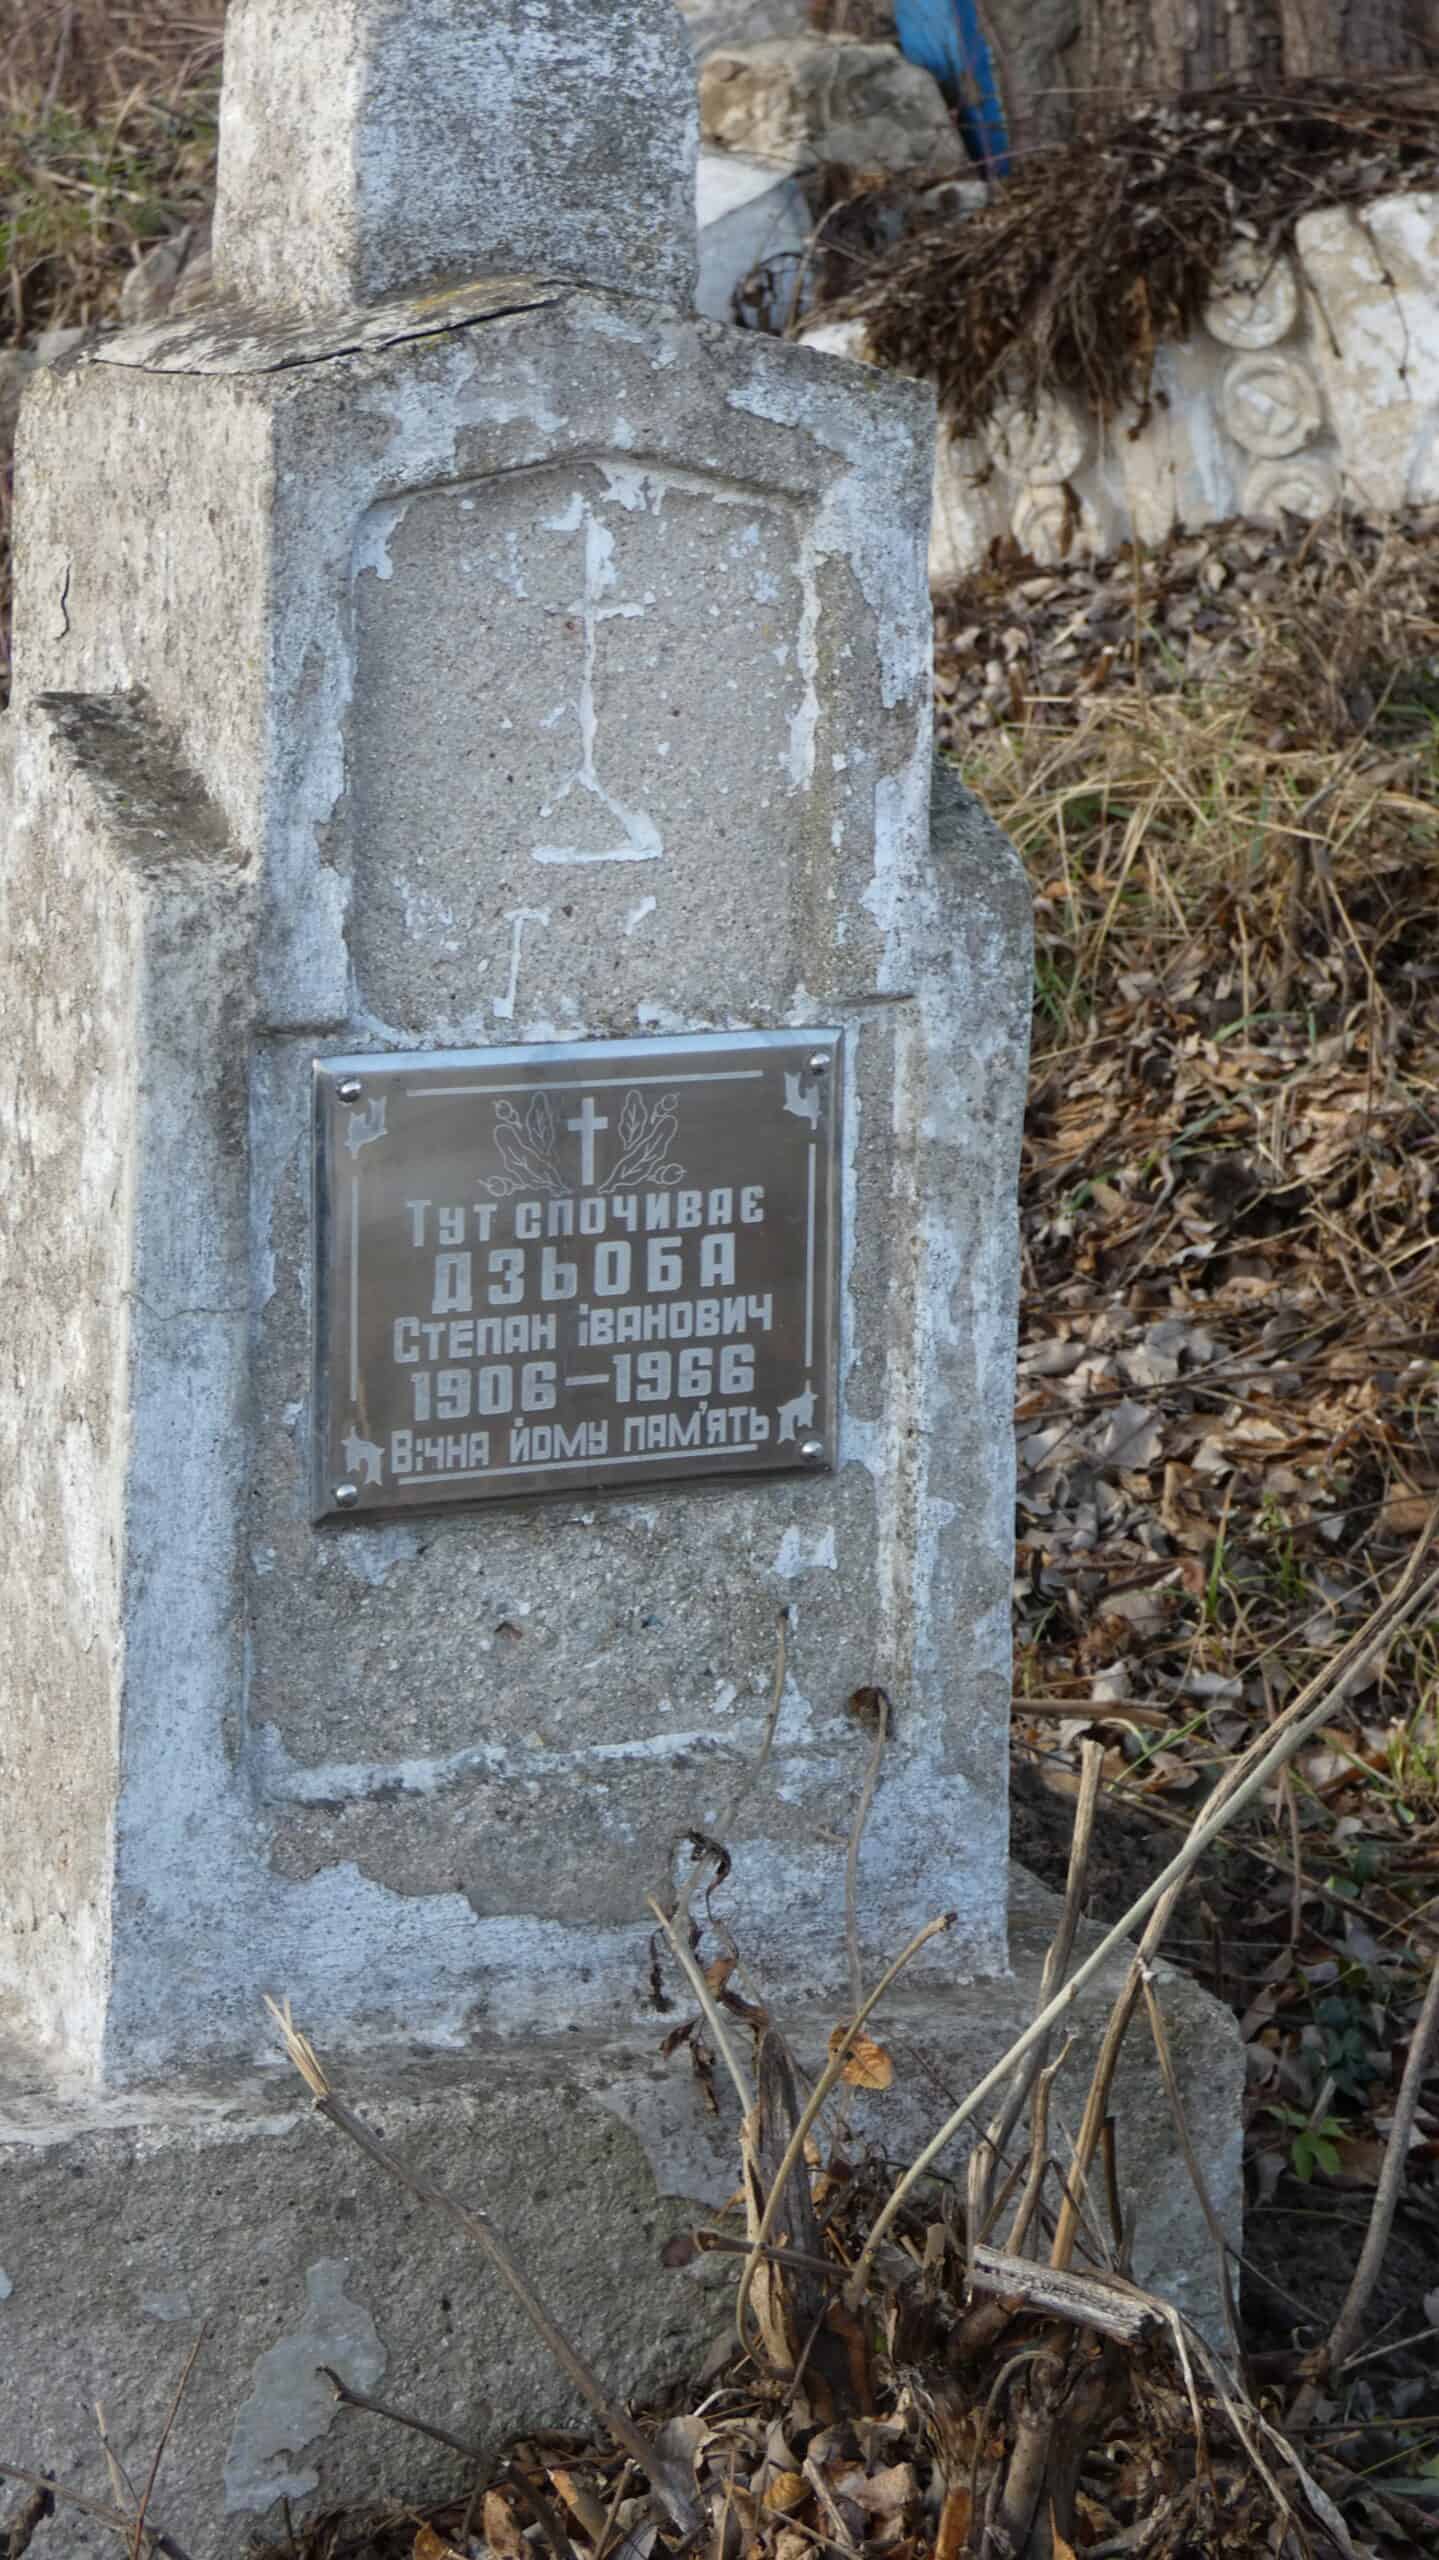 Тут спочиває
ДЗЬОБА
Степан Іванович
1906–1966
Вічна йому пам'ять